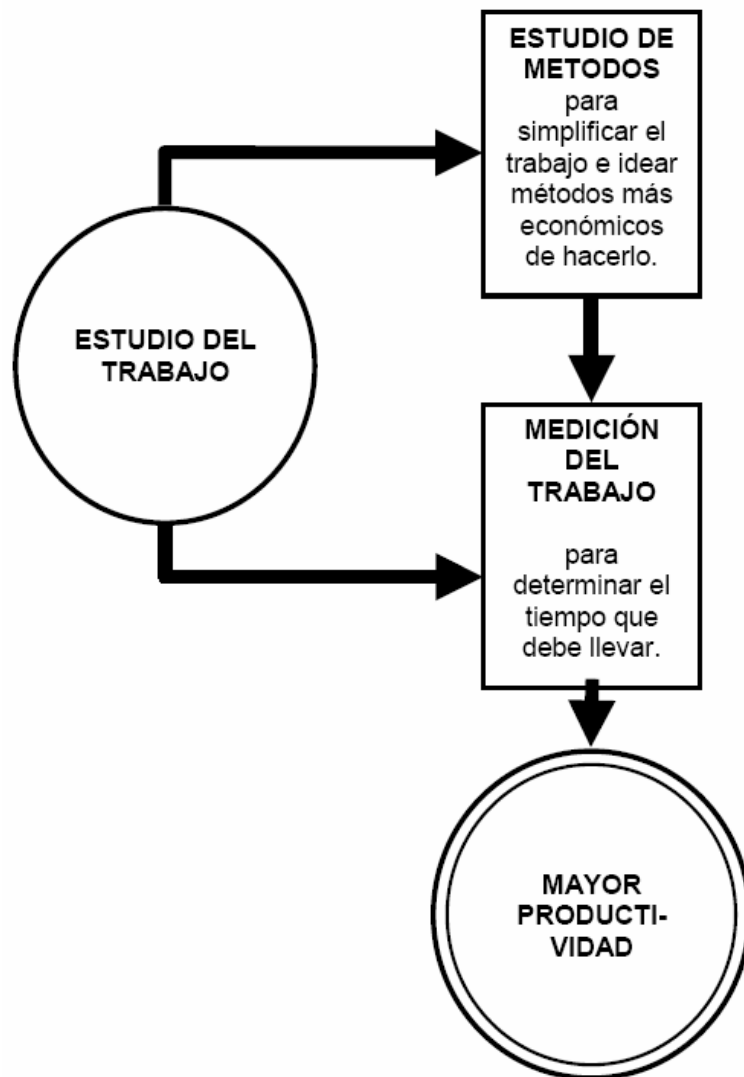 ESTUDIO DE
METODOS
para
simplificar el
trabajo e idear
métodos más
económicos
de hacerlo.
ESTUDIO DEL
TRABAJO
MEDICIÓN
DEL
TRABAJO
para
determinar el
tiempo que
debe llevar.
MAYOR
PRODUCTI-
VIDAD